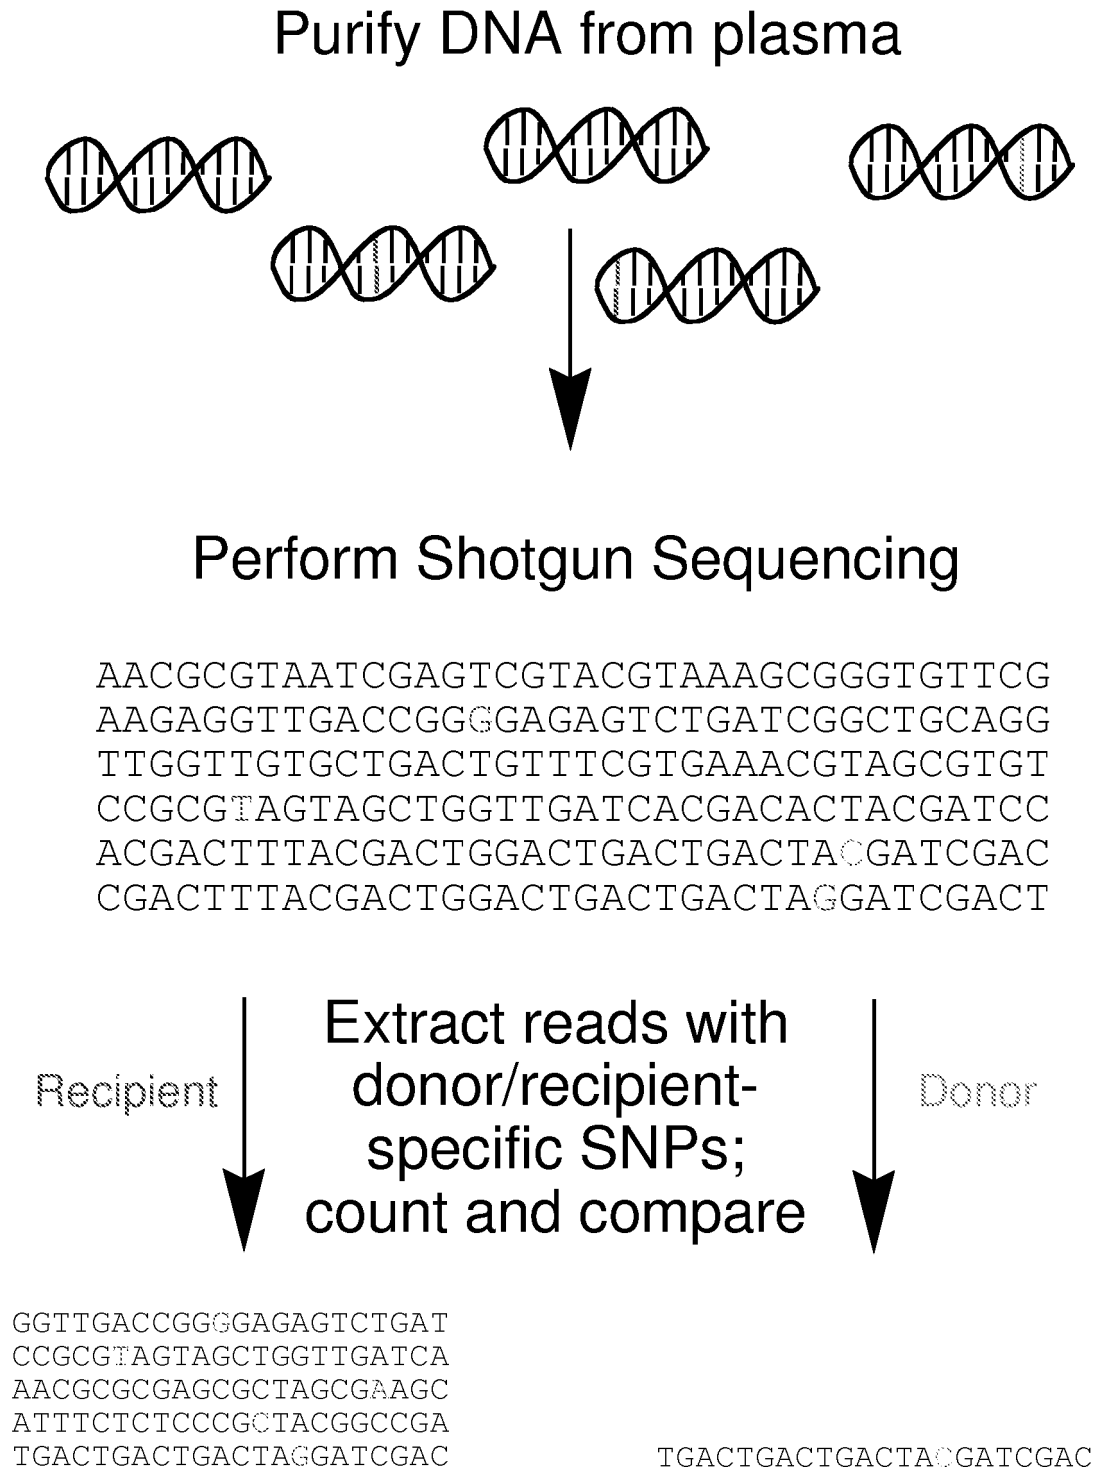 Purify DNA from plasma
Perform Shotgun Sequencing
AACGCGTAATCGAGTCGTACGTAAAGCGGGTGTTCG
AAGAGGTTGACCGGGGAGAGTCTGATCGGCTGCAGG
TTGGTTGTGCTGACTGTTTCGTGAAACGTAGCGTGT
CCGCGTAGTAGCTGGTTGATCACGACACTACGATCC
ACGACTTTACGACTGGACTGACTGACTACGATCGAC
CGACTTTACGACTGGACTGACTGACTAGGATCGACT
Extract reads with
Recipient
donor/recipient-
Donor
specific SNPs;
count and compare
GGTTGACCGGGGAGAGTCTGAT
CCGCGTAGTAGCTGGTTGATCA
AACGCGCGAGCGCTAGCGAAGC
ATTTCTCTCCCGCTACGGCCGA
TGACTGACTGACTAGGATCGAC
TGACTGACTGACTACGATCGAC